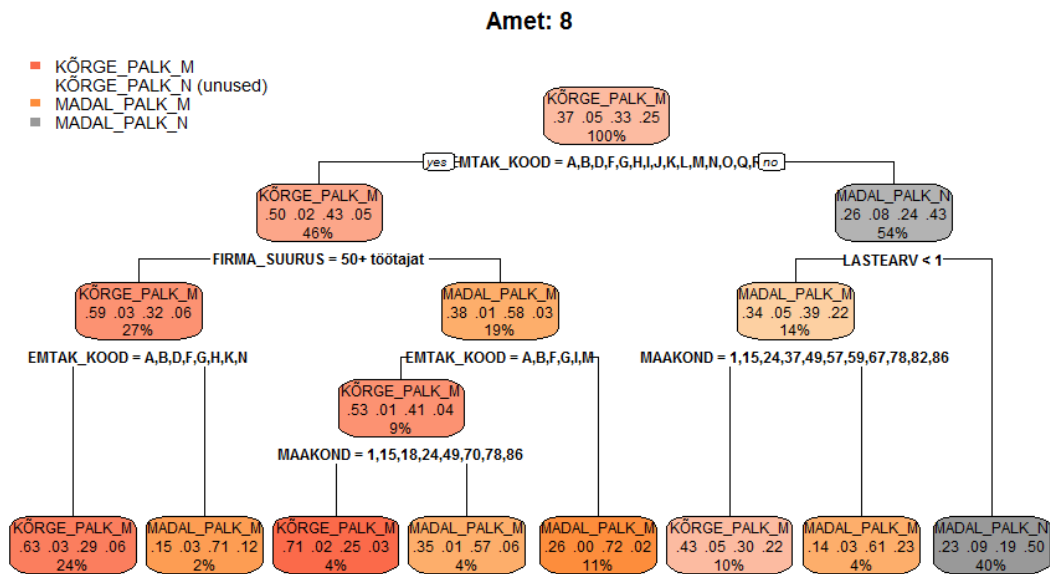 Amet: 8
KÕRGE_PALK_M
KÕRGE_PALK_N (unused)
MADAL_PALK_M
MADAL_PALK_N
KÕRGE_PALK_M
.37 .05 .33 .25
100%
yes EMTAK_KOOD = A,B,D,F,G,H,I,J,K,L,M,N,O,Q,R no
KÕRGE_PALK_M
.50 .02 .43 .05
46%
MADAL_PALK_N
.26 .08 .24 .43
54%
FIRMA_SUURUS = 50+ töötajat
LASTEARV < 1
KÕRGE_PALK_M
.59 .03 .32 .06
27%
MADAL_PALK_M
.38 .01 .58 .03
19%
MADAL_PALK_M
.34 .05 .39 .22
14%
EMTAK_KOOD = A,B,D,F,G,H,K,N
EMTAK_KOOD = A,B,F,G,I,M
MAAKOND = 1,15,24,37,49,57,59,67,78,82,86
KÕRGE_PALK_M
.53 .01 .41 .04
9%
MAAKOND = 1,15,18,24,49,70,78,86
KÕRGE_PALK_M
.63 .03 .29 .06
24%
MADAL_PALK_M
.15 .03 .71 .12
2%
KÕRGE_PALK_M
.71 .02 .25 .03
4%
MADAL_PALK_M
.35 .01 .57 .06
4%
MADAL_PALK_M
.26 .00 .72 .02
11%
KÕRGE_PALK_M
.43 .05 .30 .22
10%
MADAL_PALK_M
.14 .03 .61 .23
4%
MADAL_PALK_N
.23 .09 .19 .50
40%